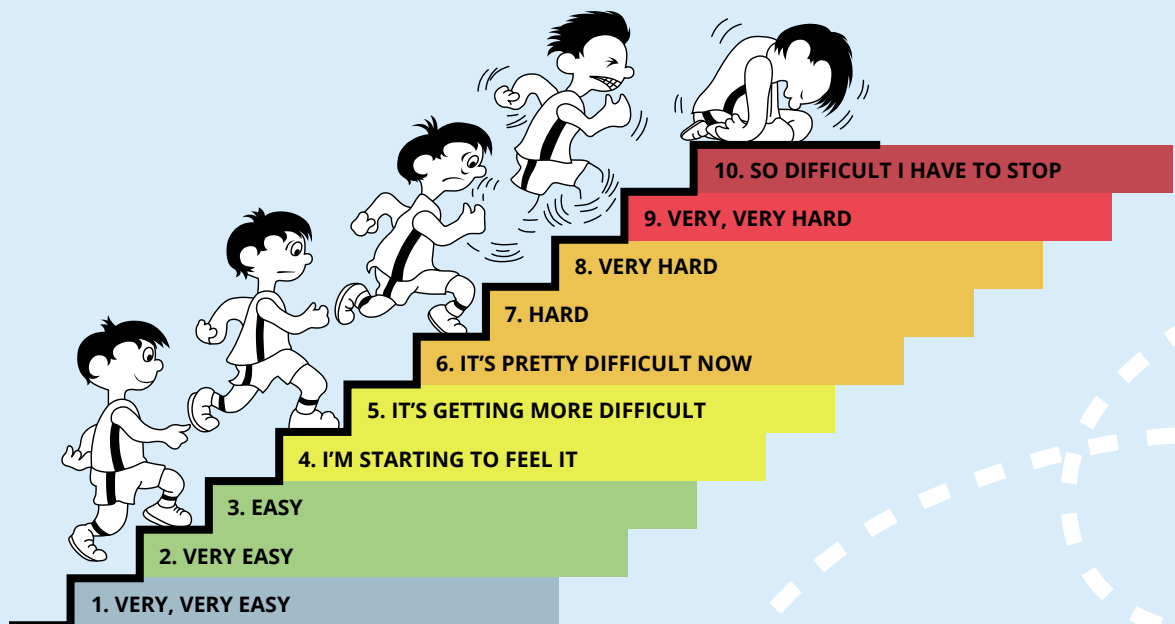 10. SO DIFFICULT I HAVE TO STOP
9. VERY, VERY HARD
8. VERY HARD
7. HARD
6. IT'S PRETTY DIFFICULT NOW
5. IT'S GETTING MORE DIFFICULT
4. I'M STARTING TO FEEL IT
3. EASY
2. VERY EASY
1. VERY, VERY EASY